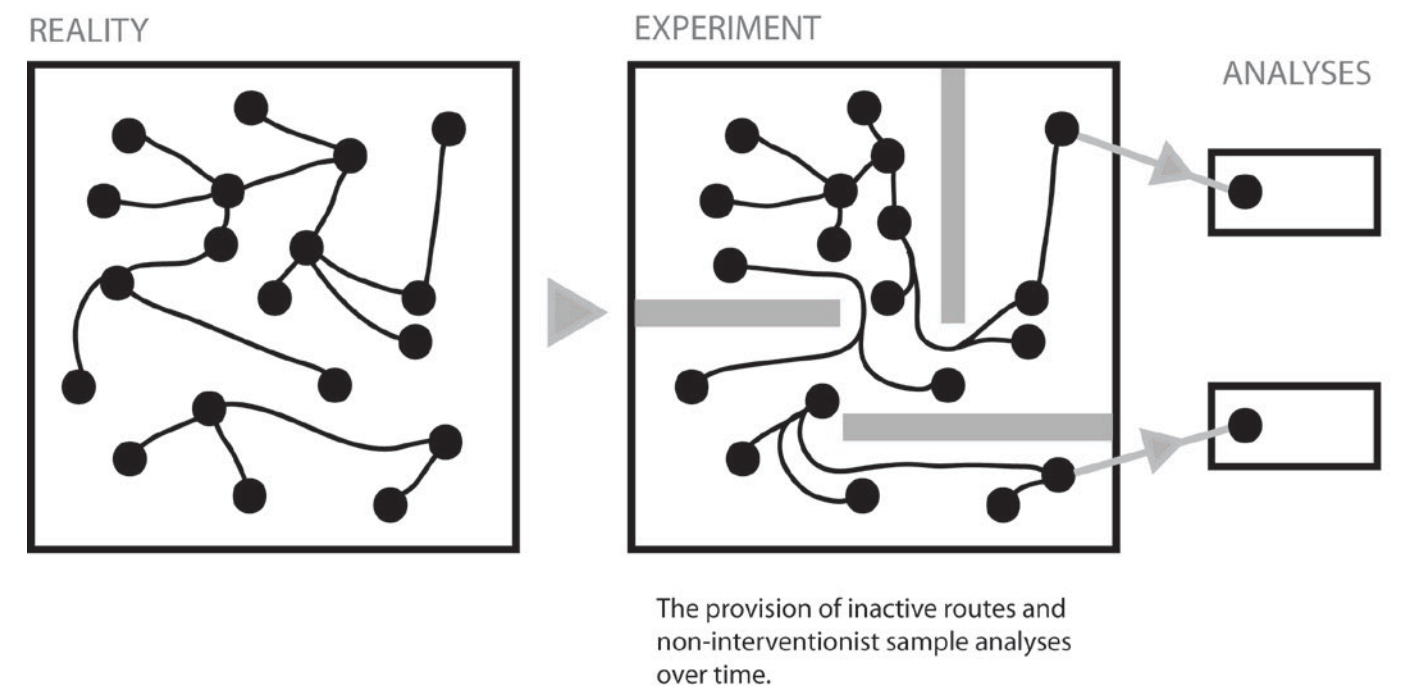 REALITY
EXPERIMENT
ANALYSES
The provision of inactive routes and
non-interventionist sample analyses
over time.